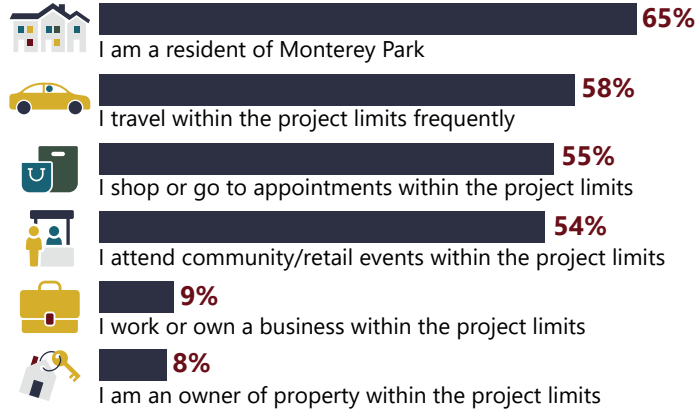 65%
I am a resident of Monterey Park
58%
I travel within the project limits frequently
55%
I shop or go to appointments within the project limits
54%
I attend community/retail events within the project limits
9%
I work or own a business within the project limits
8%
I am an owner of property within the project limits